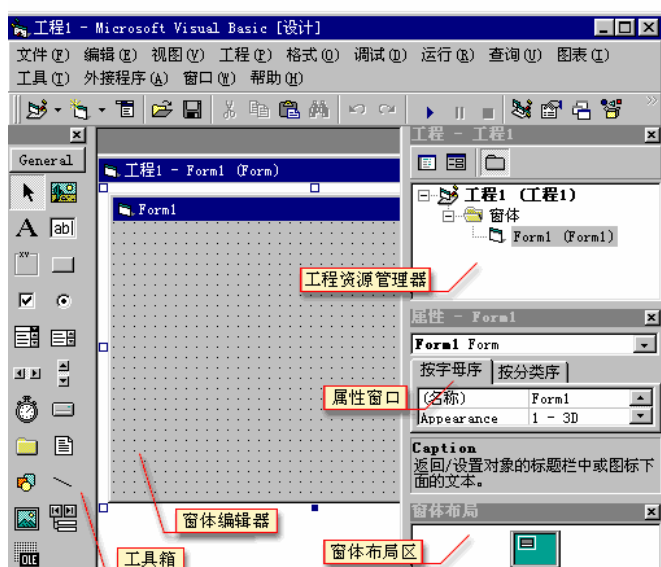 工程1 - Microsoft Visual Basic [设计]
文件(F) 编辑(E) 视图(V) 工程(P) 格式(O) 调试(D) 运行(R) 查询(U) 图表(I)
工具(T) 外接程序(A) 窗口(W) 帮助(H)
General
A
ab
XV
OLE
工程1 - Form1 (Form)
Form1
工程 - 工程1
工程1 (工程1)
窗体
Form1 (Form1)
工程资源管理器
属性 - Form1
Form1 Form
按字母序 按分类序
属性窗口
(名称) Form1
Appearance 1 - 3D
Caption
返回/设置对象的标题栏中或图标下
面的文本。
窗体编辑器
窗体布局
工具箱
窗体布局区